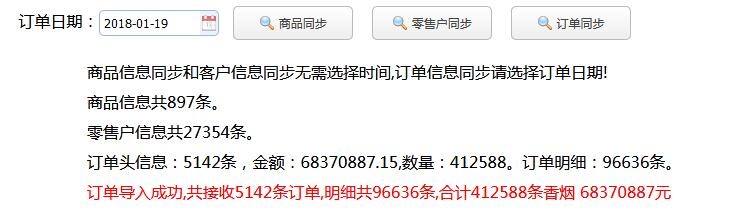 订单日期：2018-01-19 商品同步 零售户同步 订单同步
商品信息同步和客户信息同步无需选择时间,订单信息同步请选择订单日期!
商品信息共897条。
零售户信息共27354条。
订单头信息：5142条，金额：68370887.15,数量：412588。订单明细：96636条。
订单导入成功,共接收5142条订单,明细共96636条,合计412588条香烟 68370887元